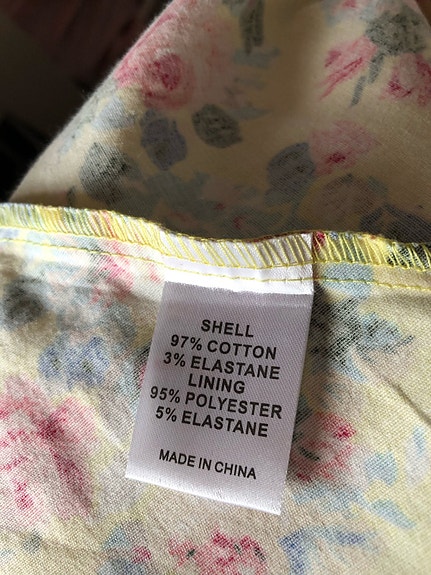 SHELL
97% COTTON
3% ELASTANE
LINING
95% POLYESTER
5% ELASTANE
MADE IN CHINA